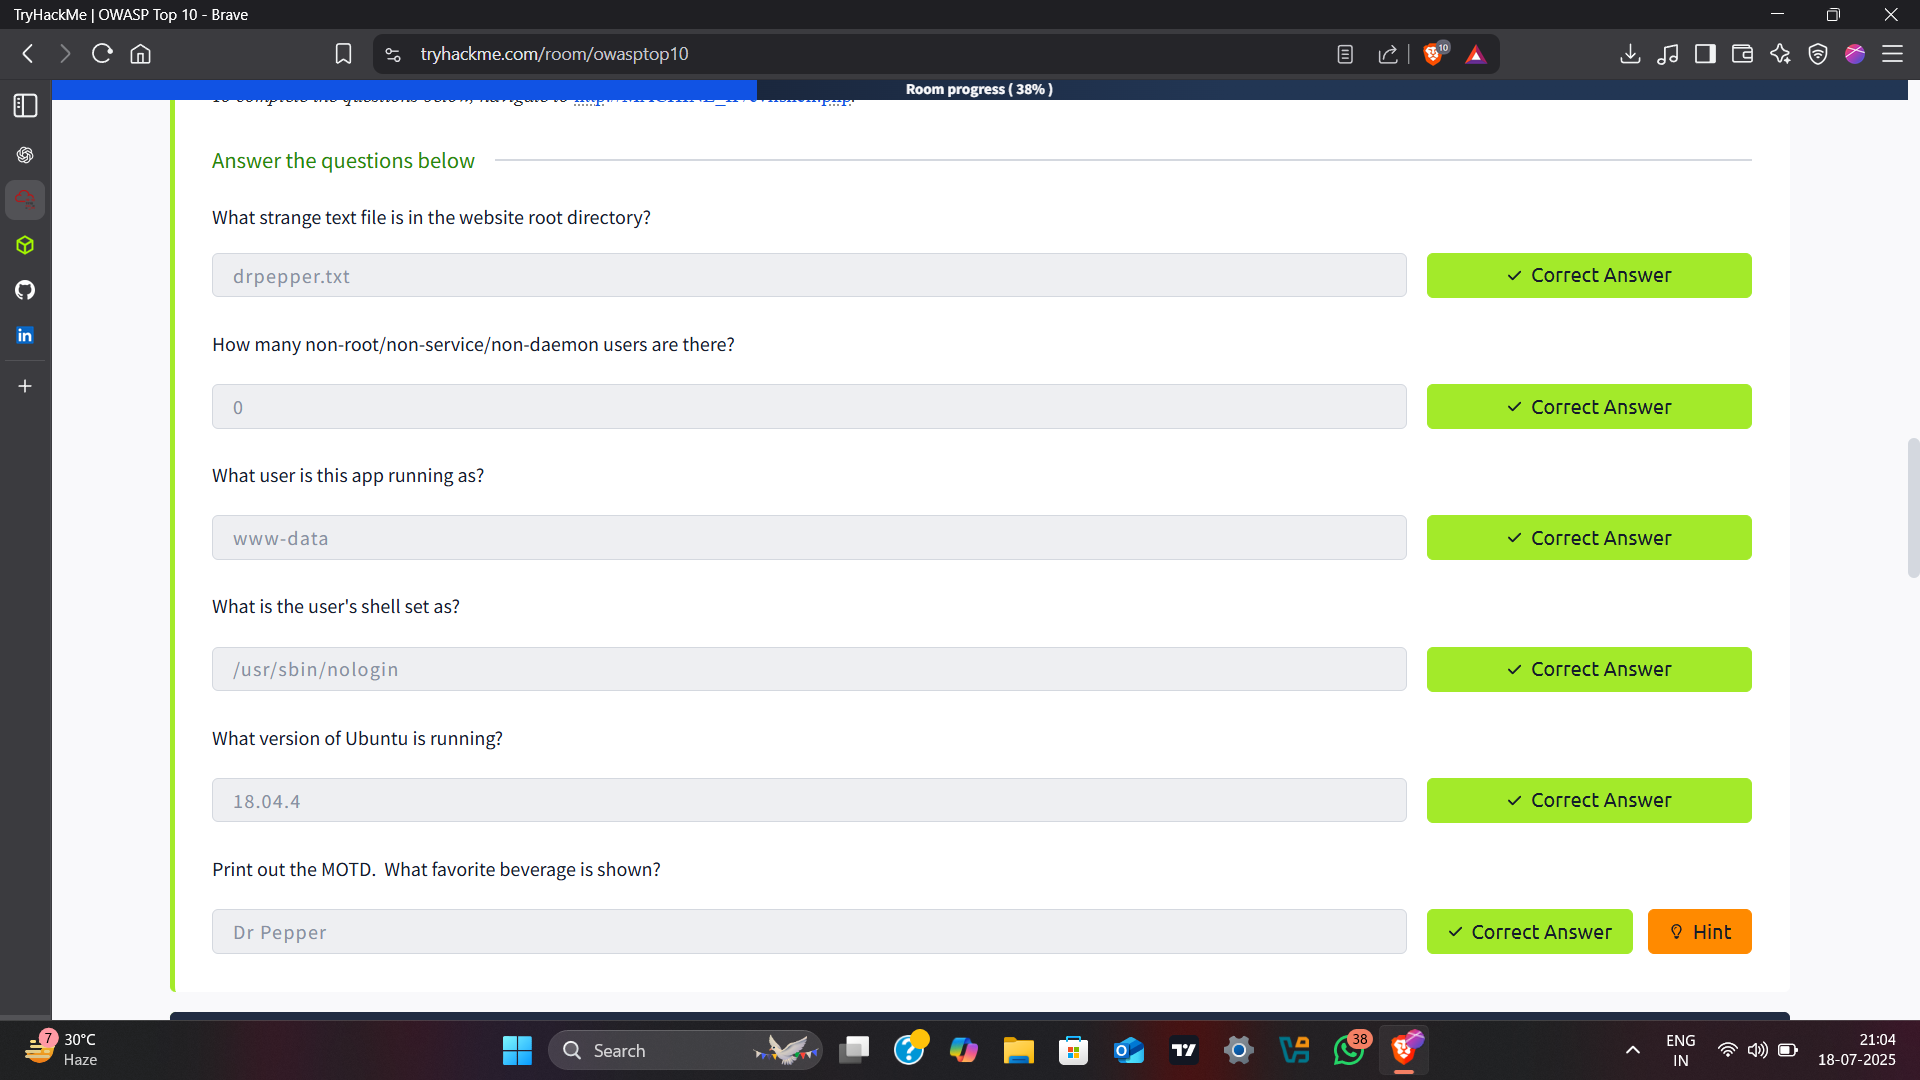 TryHackMe | OWASP Top 10 - Brave
tryhackme.com/room/owasptop10
10
Room progress ( 38% )
Answer the questions below
What strange text file is in the website root directory?
drpepper.txt
Correct Answer
How many non-root/non-service/non-daemon users are there?
0
Correct Answer
What user is this app running as?
www-data
Correct Answer
What is the user's shell set as?
/usr/sbin/nologin
Correct Answer
What version of Ubuntu is running?
18.04.4
Correct Answer
Print out the MOTD.  What favorite beverage is shown?
Dr Pepper
Correct Answer
Hint
7
30°C
Haze
Search
38
ENG
IN
21:04
18-07-2025